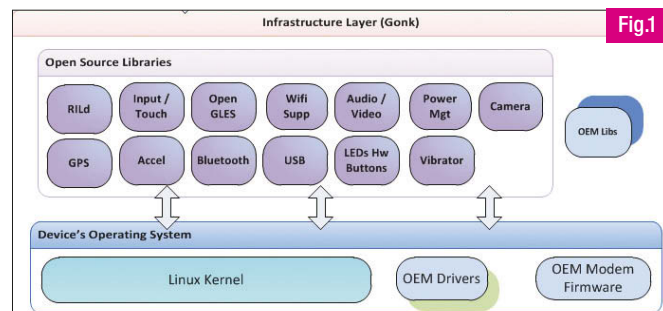 Infrastructure Layer (Gonk)
Fig.1
Open Source Libraries
RILd
Input /
Touch
Open
GLES
Wifi
Supp
Audio /
Video
Power
Mgt
Camera
OEM Libs
GPS
Accel
Bluetooth
USB
LEDs Hw
Buttons
Vibrator
Device's Operating System
Linux Kernel
OEM Drivers
OEM Modem
Firmware